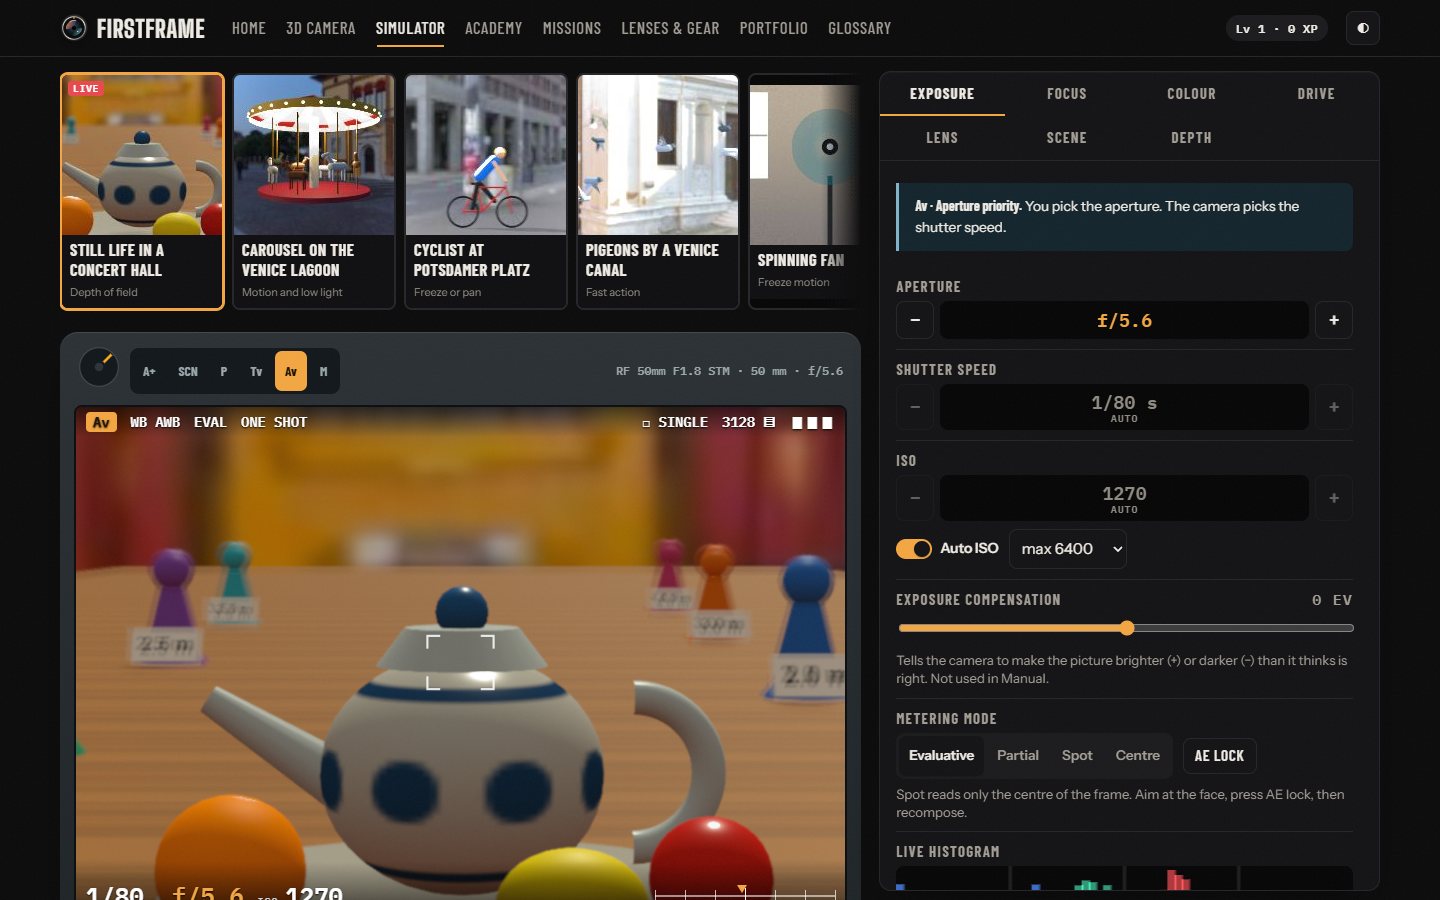 FIRSTFRAME
HOME 3D CAMERA SIMULATOR ACADEMY MISSIONS LENSES & GEAR PORTFOLIO GLOSSARY
Lv 1 · 0 XP
LIVE
STILL LIFE IN A
CONCERT HALL
Depth of field
CAROUSEL ON THE
VENICE LAGOON
Motion and low light
CYCLIST AT
POTSDAMER PLATZ
Freeze or pan
PIGEONS BY A VENICE
CANAL
Fast action
SPINNING FAN
Freeze motion
A+ SCN P Tv Av M
RF 50mm F1.8 STM · 50 mm · f/5.6
Av WB AWB EVAL ONE SHOT
SINGLE 3128
1/80 f/5.6 ISO 1270
EXPOSURE FOCUS COLOUR DRIVE
LENS SCENE DEPTH
Av · Aperture priority. You pick the aperture. The camera picks the
shutter speed.
APERTURE
− f/5.6 +
SHUTTER SPEED
− 1/80 s +
AUTO
ISO
− 1270 +
AUTO
Auto ISO max 6400
EXPOSURE COMPENSATION 0 EV
Tells the camera to make the picture brighter (+) or darker (−) than it thinks is
right. Not used in Manual.
METERING MODE
Evaluative Partial Spot Centre AE LOCK
Spot reads only the centre of the frame. Aim at the face, press AE lock, then
recompose.
LIVE HISTOGRAM